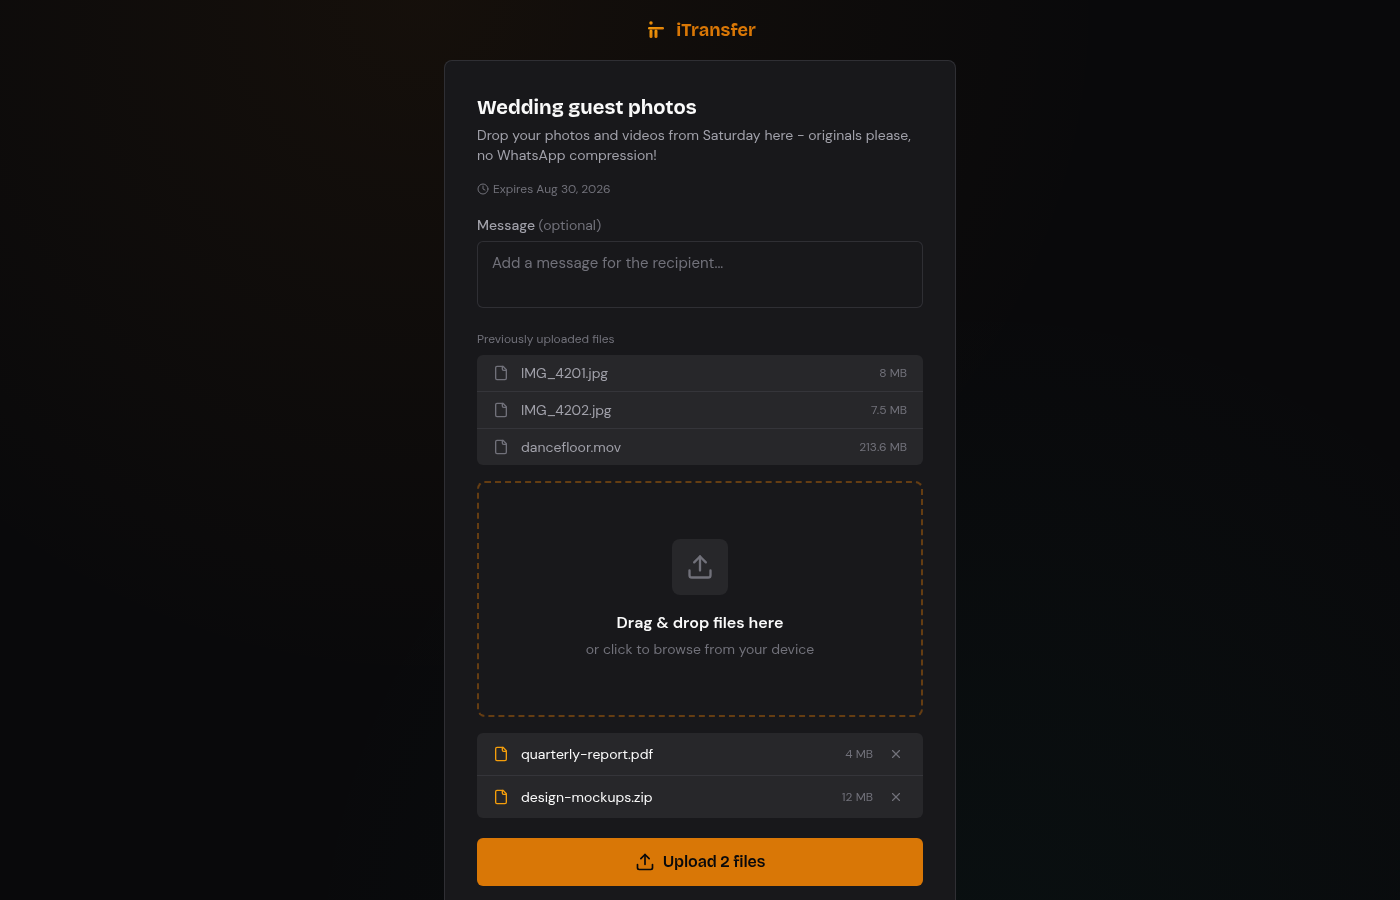 iTransfer
Wedding guest photos
Drop your photos and videos from Saturday here - originals please,
no WhatsApp compression!
Expires Aug 30, 2026
Message (optional)
Add a message for the recipient...
Previously uploaded files
IMG_4201.jpg 8 MB
IMG_4202.jpg 7.5 MB
dancefloor.mov 213.6 MB
Drag & drop files here
or click to browse from your device
quarterly-report.pdf 4 MB
design-mockups.zip 12 MB
Upload 2 files